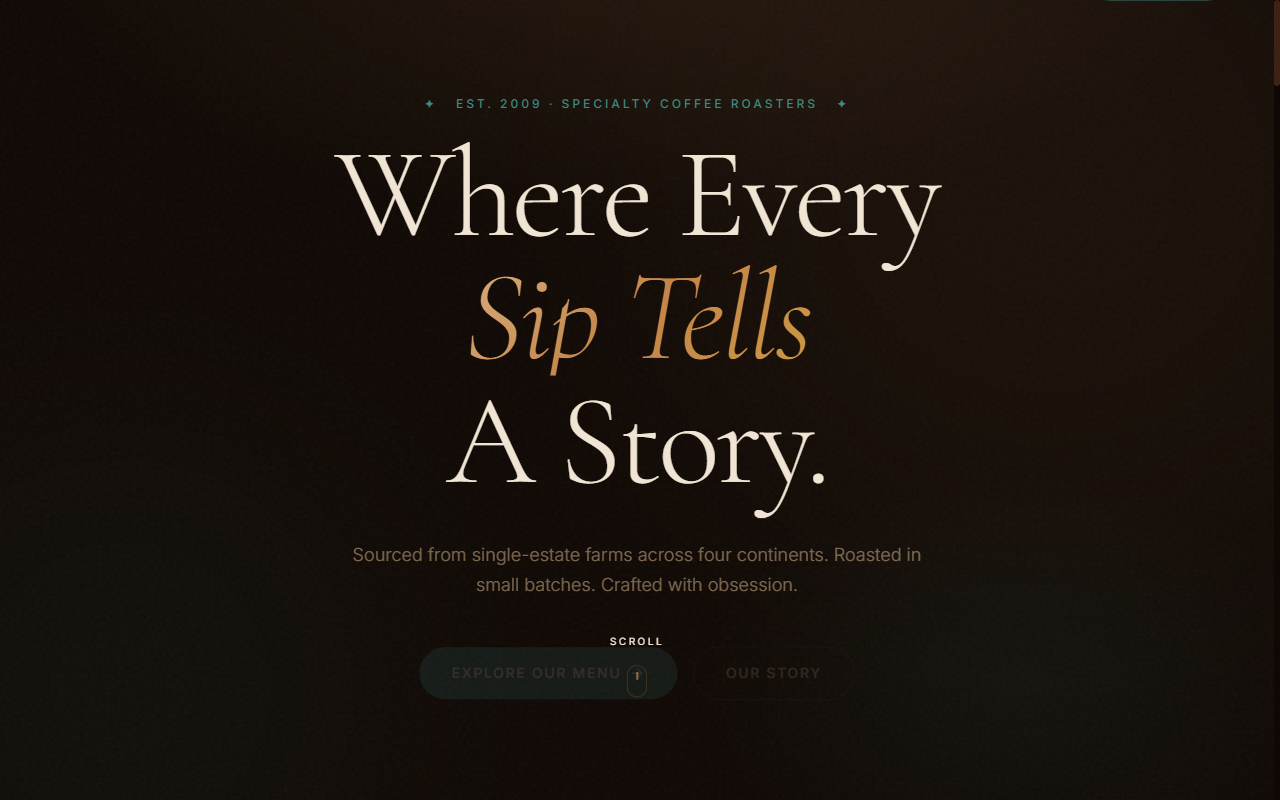 ✦ EST. 2009 · SPECIALTY COFFEE ROASTERS ✦
Where Every
Sip Tells
A Story.
Sourced from single-estate farms across four continents. Roasted in
small batches. Crafted with obsession.
SCROLL
EXPLORE OUR MENU
OUR STORY